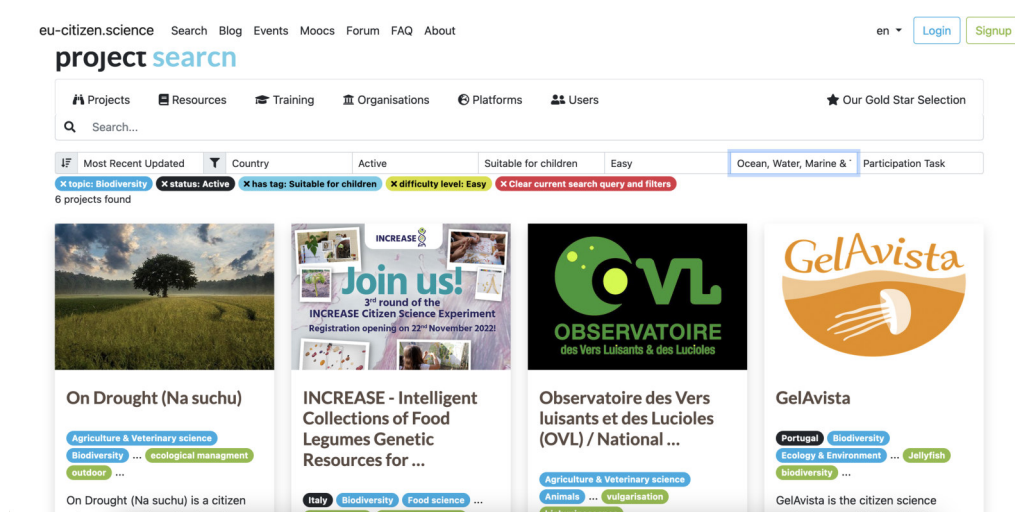 eu-citizen.science Search Blog Events Moocs Forum FAQ About en Login Signup
project search
Projects Resources Training Organisations Platforms Users Our Gold Star Selection
Search...
Most Recent Updated Country Active Suitable for children Easy Ocean, Water, Marine & Participation Task
× topic: Biodiversity × status: Active × has tag: Suitable for children × difficulty level: Easy × Clear current search query and filters
6 projects found
INCREASE
Join us!
3rd round of the
INCREASE Citizen Science Experiment
Registration opening on 22nd November 2022!
OVL
OBSERVATOIRE
des Vers Luisants & des Lucioles
GelAvista
On Drought (Na suchu)
Agriculture & Veterinary science
Biodiversity ... ecological managment
outdoor ...
On Drought (Na suchu) is a citizen
INCREASE - Intelligent
Collections of Food
Legumes Genetic
Resources for ...
Italy Biodiversity Food science ...
Observatoire des Vers
luisants et des Lucioles
(OVL) / National ...
Agriculture & Veterinary science
Animals ... vulgarisation
GelAvista
Portugal Biodiversity
Ecology & Environment ... Jellyfish
biodiversity ...
GelAvista is the citizen science